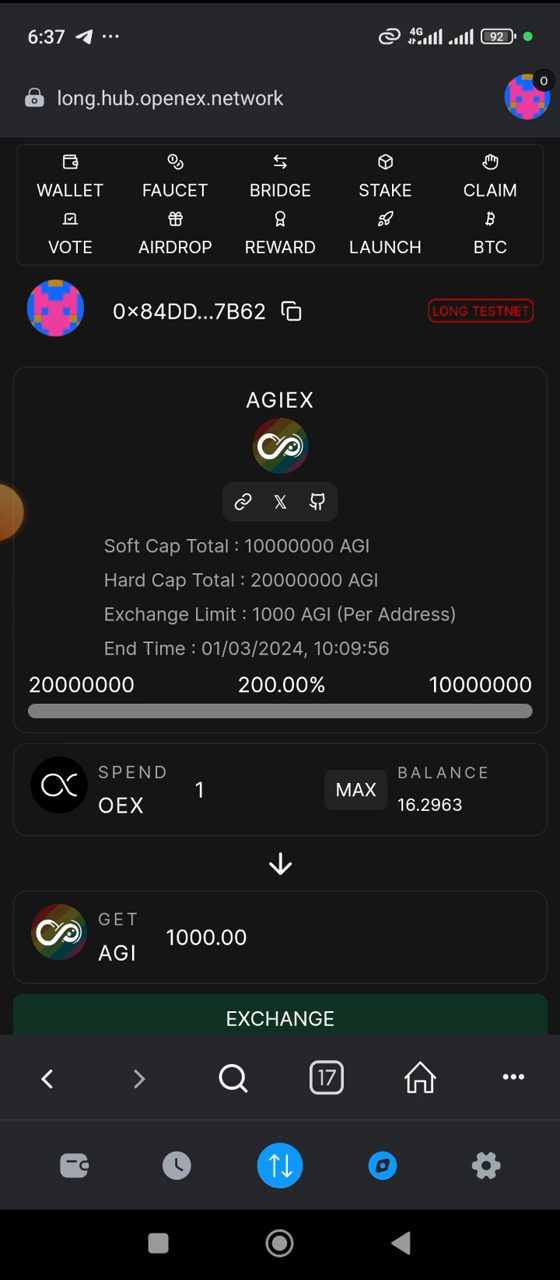 6:37 4G 92
long.hub.openex.network 0
WALLET FAUCET BRIDGE STAKE CLAIM
VOTE AIRDROP REWARD LAUNCH BTC
0×84DD...7B62 LONG TESTNET
AGIEX
Soft Cap Total : 10000000 AGI
Hard Cap Total : 20000000 AGI
Exchange Limit : 1000 AGI (Per Address)
End Time : 01/03/2024, 10:09:56
20000000 200.00% 10000000
SPEND BALANCE
OEX 1 MAX 16.2963
GET
AGI 1000.00
EXCHANGE
17